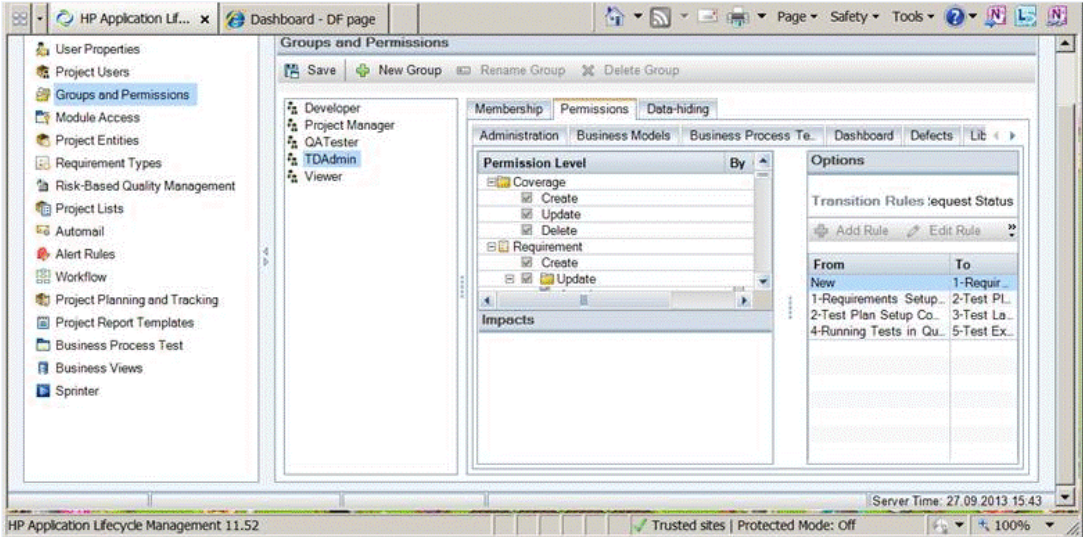 HP Application Lif... x
Dashboard - DF page
Page
Safety
Tools
User Properties
Project Users
Groups and Permissions
Module Access
Project Entities
Requirement Types
Risk-Based Quality Management
Project Lists
Automail
Alert Rules
Workflow
Project Planning and Tracking
Project Report Templates
Business Process Test
Business Views
Sprinter
Groups and Permissions
Save
New Group
Rename Group
Delete Group
Developer
Project Manager
QATester
TDAdmin
Viewer
Membership
Permissions
Data-hiding
Administration
Business Models
Business Process Te..
Dashboard
Defects
Lib
Permission Level
By
Coverage
Create
Update
Delete
Requirement
Create
Update
Impacts
Options
Transition Rules :equest Status
Add Rule
Edit Rule
From
To
New
1-Requir...
1-Requirements Setup...
2-Test Pl...
2-Test Plan Setup Co...
3-Test La...
4-Running Tests in Qu...
5-Test Ex...
Server Time: 27.09.2013 15:43
HP Application Lifecycle Management 11.52
Trusted sites | Protected Mode: Off
100%